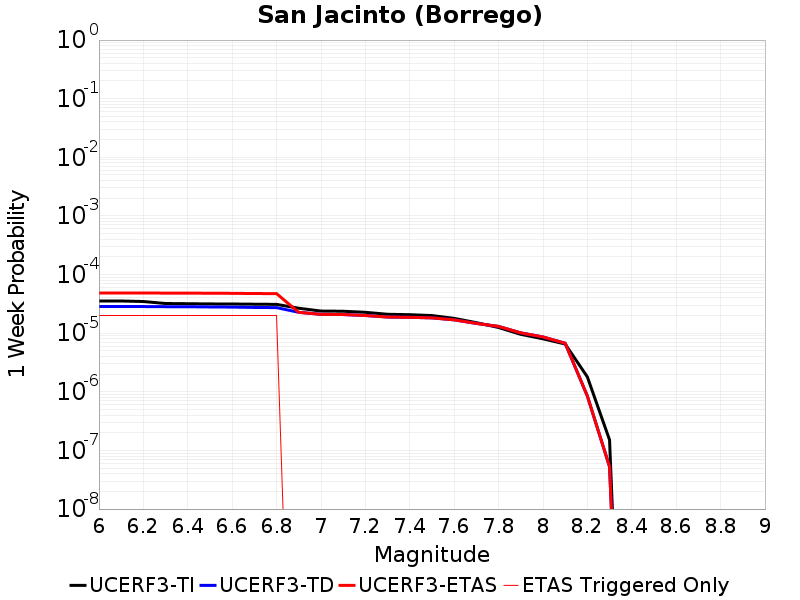 San Jacinto (Borrego)
1 Week Probability
10^0
10^-1
10^-2
10^-3
10^-4
10^-5
10^-6
10^-7
10^-8
6 6.2 6.4 6.6 6.8 7 7.2 7.4 7.6 7.8 8 8.2 8.4 8.6 8.8 9
Magnitude
UCERF3-TI UCERF3-TD UCERF3-ETAS ETAS Triggered Only